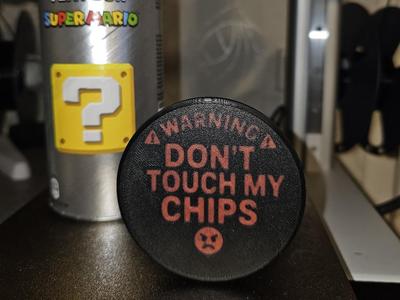 SUPER MARIO
?
WARNING
DON'T
TOUCH MY
CHIPS